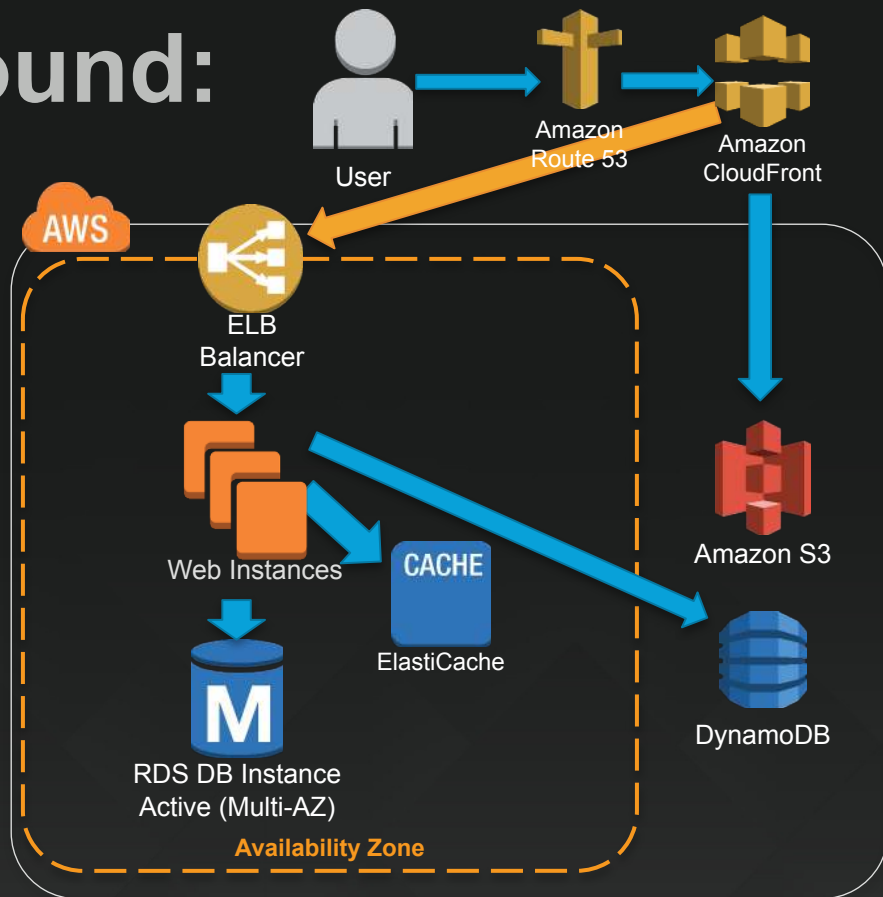 ound:
User
Amazon
Route 53
Amazon
CloudFront
AWS
ELB
Balancer
Web Instances
CACHE
ElastiCache
Amazon S3
M
RDS DB Instance
Active (Multi-AZ)
DynamoDB
Availability Zone